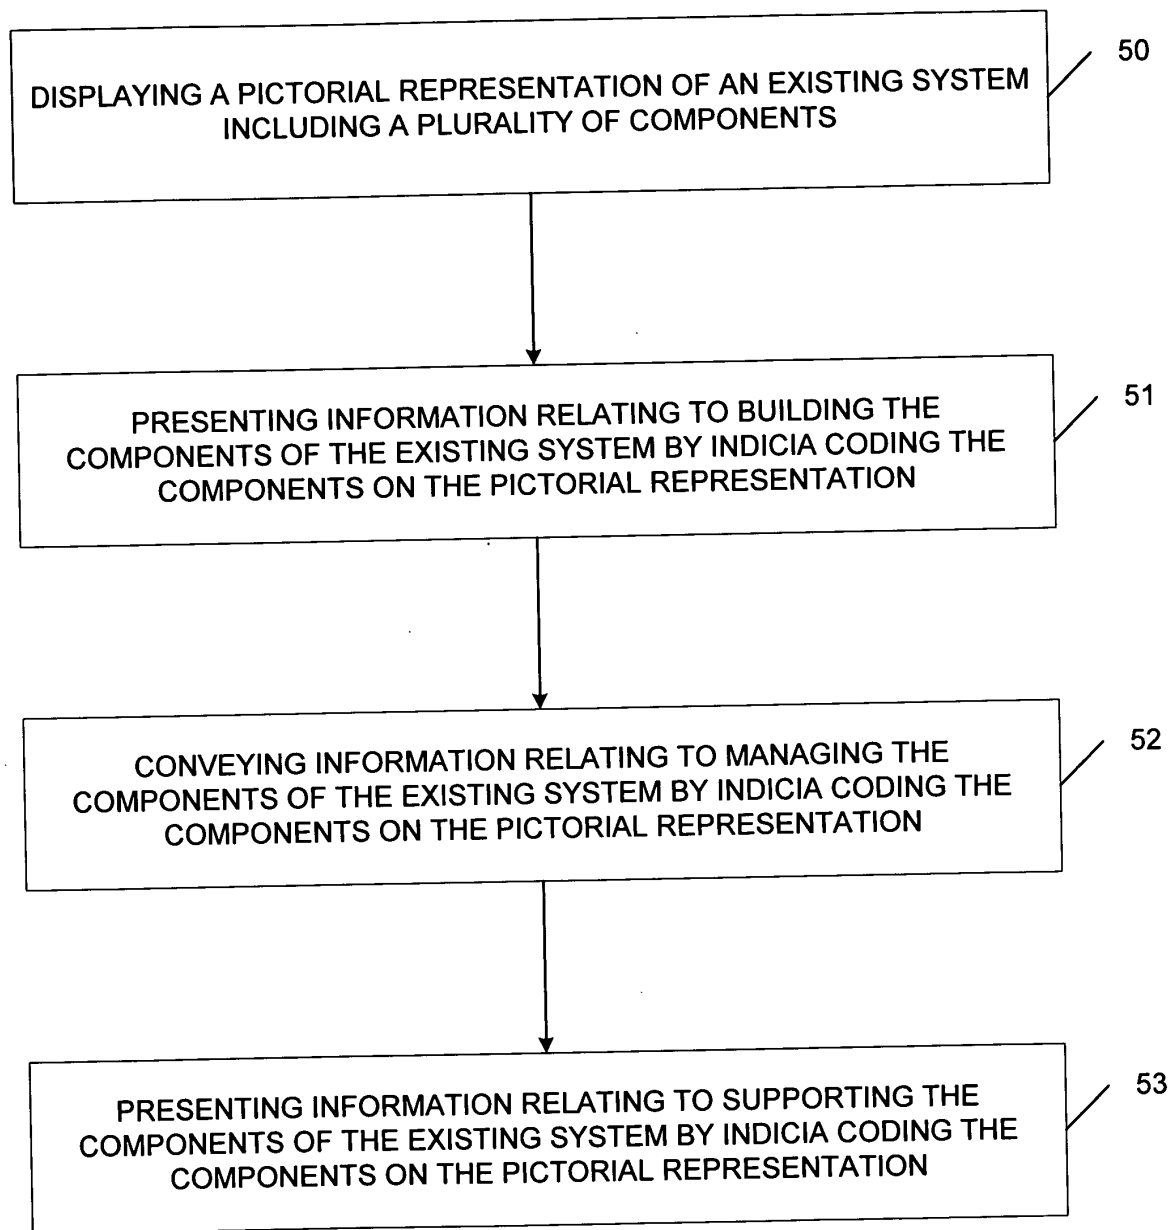 DISPLAYING A PICTORIAL REPRESENTATION OF AN EXISTING SYSTEM
INCLUDING A PLURALITY OF COMPONENTS
50
PRESENTING INFORMATION RELATING TO BUILDING THE
COMPONENTS OF THE EXISTING SYSTEM BY INDICIA CODING THE
COMPONENTS ON THE PICTORIAL REPRESENTATION
51
CONVEYING INFORMATION RELATING TO MANAGING THE
COMPONENTS OF THE EXISTING SYSTEM BY INDICIA CODING THE
COMPONENTS ON THE PICTORIAL REPRESENTATION
52
PRESENTING INFORMATION RELATING TO SUPPORTING THE
COMPONENTS OF THE EXISTING SYSTEM BY INDICIA CODING THE
COMPONENTS ON THE PICTORIAL REPRESENTATION
53